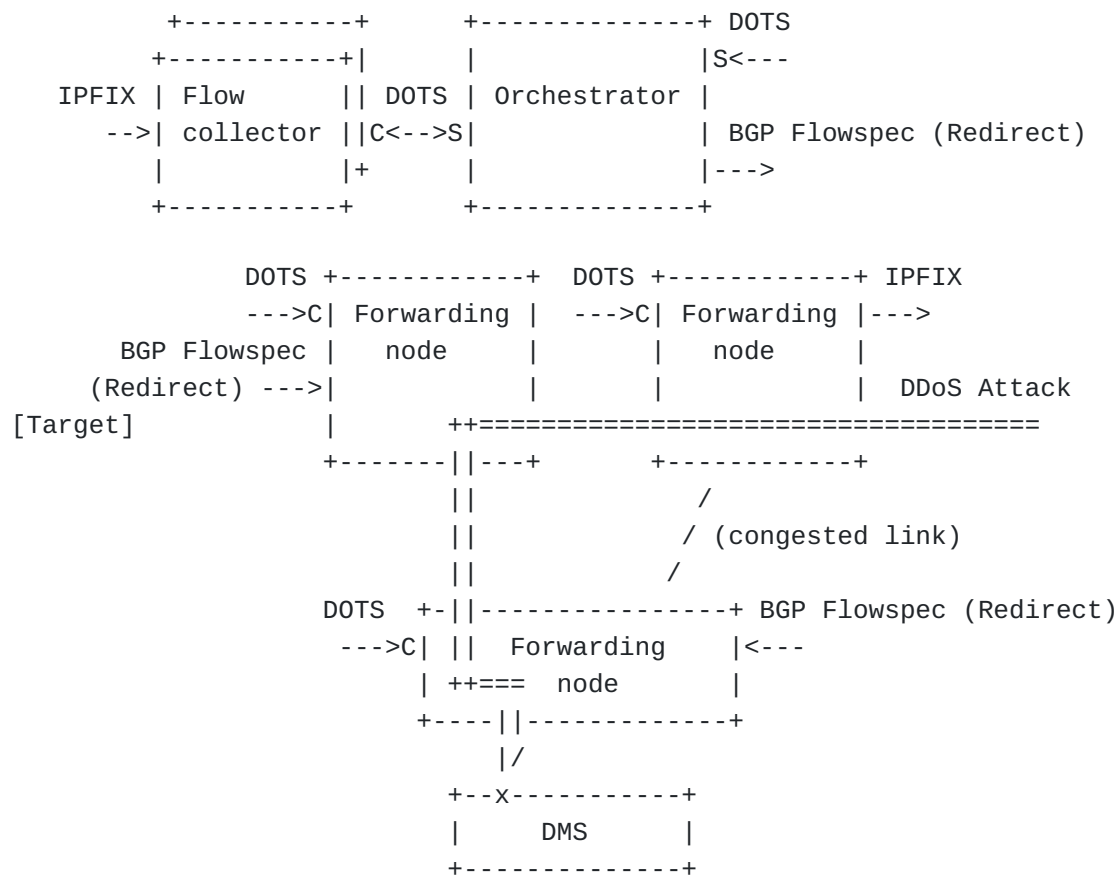 +-----------+        +--------------+ DOTS
+-----------+|       |              |S<---
IPFIX | Flow      || DOTS | Orchestrator |
-->| collector ||C<-->S|              | BGP Flowspec (Redirect)
|           |+      |              |--->
+-----------+       +--------------+
DOTS +------------+  DOTS +------------+ IPFIX
--->C| Forwarding |  --->C| Forwarding |--->
BGP Flowspec |   node     |       |   node     |
(Redirect) --->|            |       |            |  DDoS Attack
[Target]            |       ++====================================
+-------||---+       +------------+
||               /
||              / (congested link)
||             /
DOTS  +-||----------------+ BGP Flowspec (Redirect)
--->C| ||  Forwarding    |<---
| ++===  node       |
+----||-------------+
|/
+--x-----------+
|     DMS      |
+--------------+